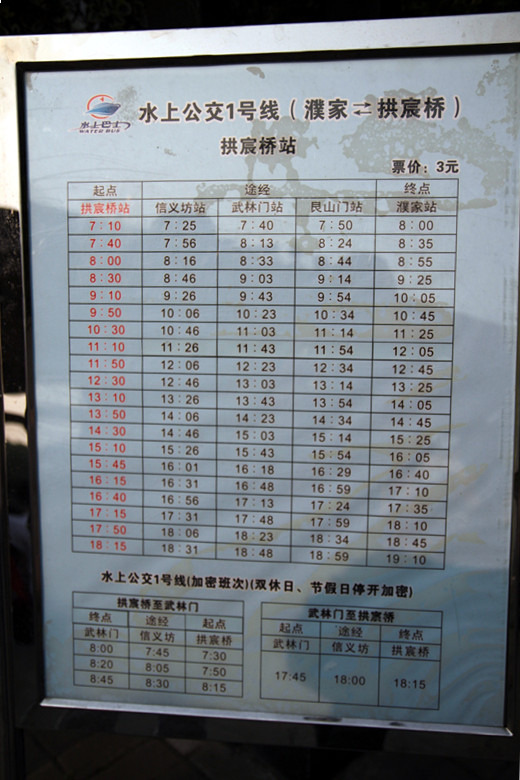 水上公交1号线(濮家⇌拱宸桥)
水上巴士
WATER BUS
拱宸桥站
票价：3元
起点 途经 终点
拱宸桥站 信义坊站 武林门站 艮山门站 濮家站
7：10 7：25 7：40 7：50 8：00
7：40 7：56 8：13 8：24 8：35
8：00 8：16 8：33 8：44 8：55
8：30 8：46 9：03 9：14 9：25
9：10 9：26 9：43 9：54 10：05
9：50 10：06 10：23 10：34 10：45
10：30 10：46 11：03 11：14 11：25
11：10 11：26 11：43 11：54 12：05
11：50 12：06 12：23 12：34 12：45
12：30 12：46 13：03 13：14 13：25
13：10 13：26 13：43 13：54 14：05
13：50 14：06 14：23 14：34 14：45
14：30 14：46 15：03 15：14 15：25
15：10 15：26 15：43 15：54 16：05
15：45 16：01 16：18 16：29 16：40
16：15 16：31 16：48 16：59 17：10
16：40 16：56 17：13 17：24 17：35
17：15 17：31 17：48 17：59 18：10
17：50 18：06 18：23 18：34 18：45
18：15 18：31 18：48 18：59 19：10
水上公交1号线(加密班次)(双休日、节假日停开加密)
拱宸桥至武林门
终点 途经 起点
武林门 信义坊 拱宸桥
8:00 7:45 7:30
8:20 8:05 7:50
8:45 8:30 8:15
武林门至拱宸桥
起点 途经 终点
武林门 信义坊 拱宸桥
17:45 18:00 18:15